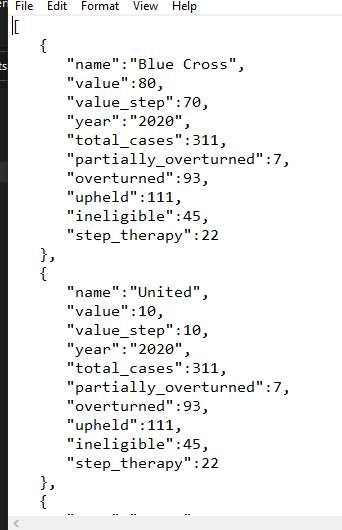 File Edit Format View Help
[
{
"name":"Blue Cross",
"value":80,
"value_step":70,
"year":"2020",
"total_cases":311,
"partially_overturned":7,
"overturned":93,
"upheld":111,
"ineligible":45,
"step_therapy":22
},
{
"name":"United",
"value":10,
"value_step":10,
"year":"2020",
"total_cases":311,
"partially_overturned":7,
"overturned":93,
"upheld":111,
"ineligible":45,
"step_therapy":22
},
{